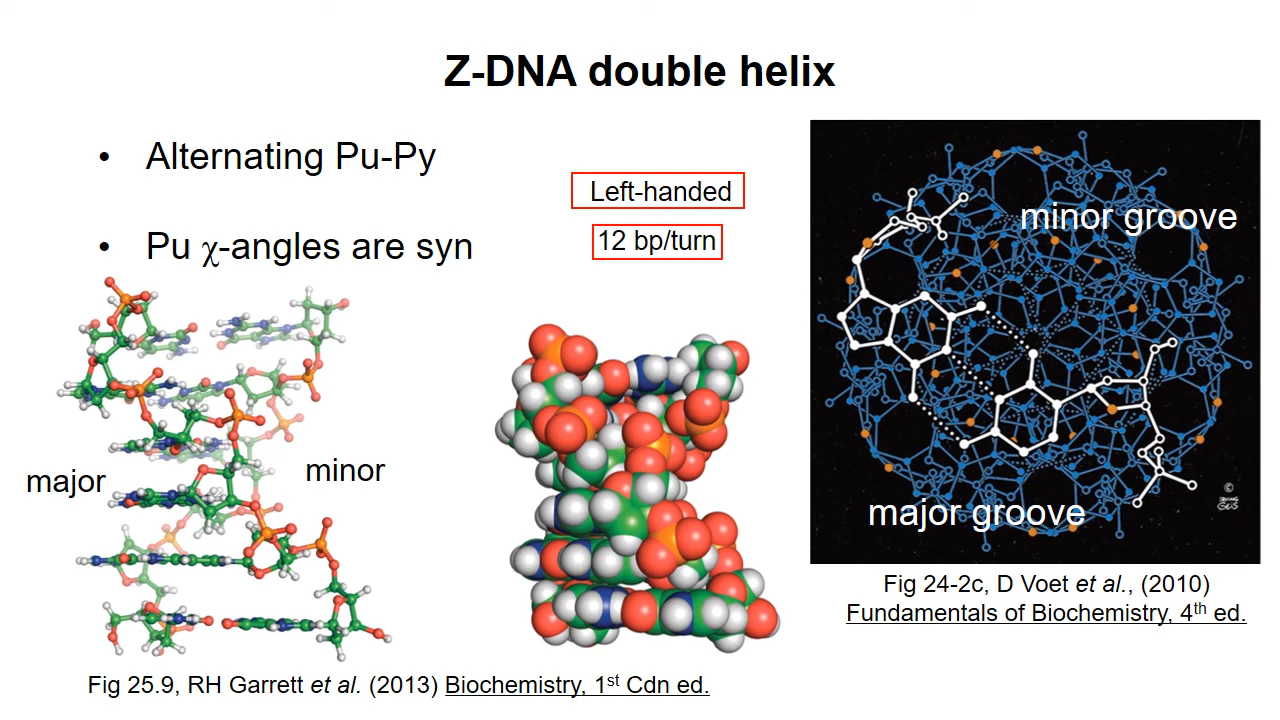 Z-DNA double helix
• Alternating Pu-Py
• Pu χ-angles are syn
Left-handed
12 bp/turn
major
minor
minor groove
major groove
©
IRVING
GEIS
Fig 24-2c, D Voet et al., (2010)
Fundamentals of Biochemistry, 4th ed.
Fig 25.9, RH Garrett et al. (2013) Biochemistry, 1st Cdn ed.